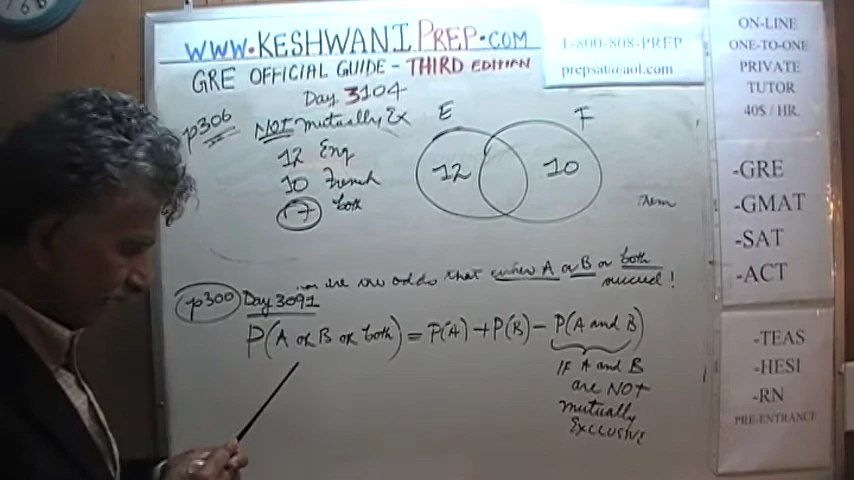 www.KESHWANIPREP.COM
GRE OFFICIAL GUIDE - THIRD EDITION
Day 3104
p306
NOT Mutually Ex
12 Eng
10 French
7 both
E
F
12
10
p300
Day 3091
are the odds that either A or B or both
succeed!
P(A or B or both) = P(A) + P(B) - P(A and B)
IF A and B
are NOT
Mutually
Exclusive
1-800-808-PREP
prepsat@aol.com
ON-LINE
ONE-TO-ONE
PRIVATE
TUTOR
40$ / HR.
-GRE
-GMAT
-SAT
-ACT
-TEAS
-HESI
-RN
PRE-ENTRANCE